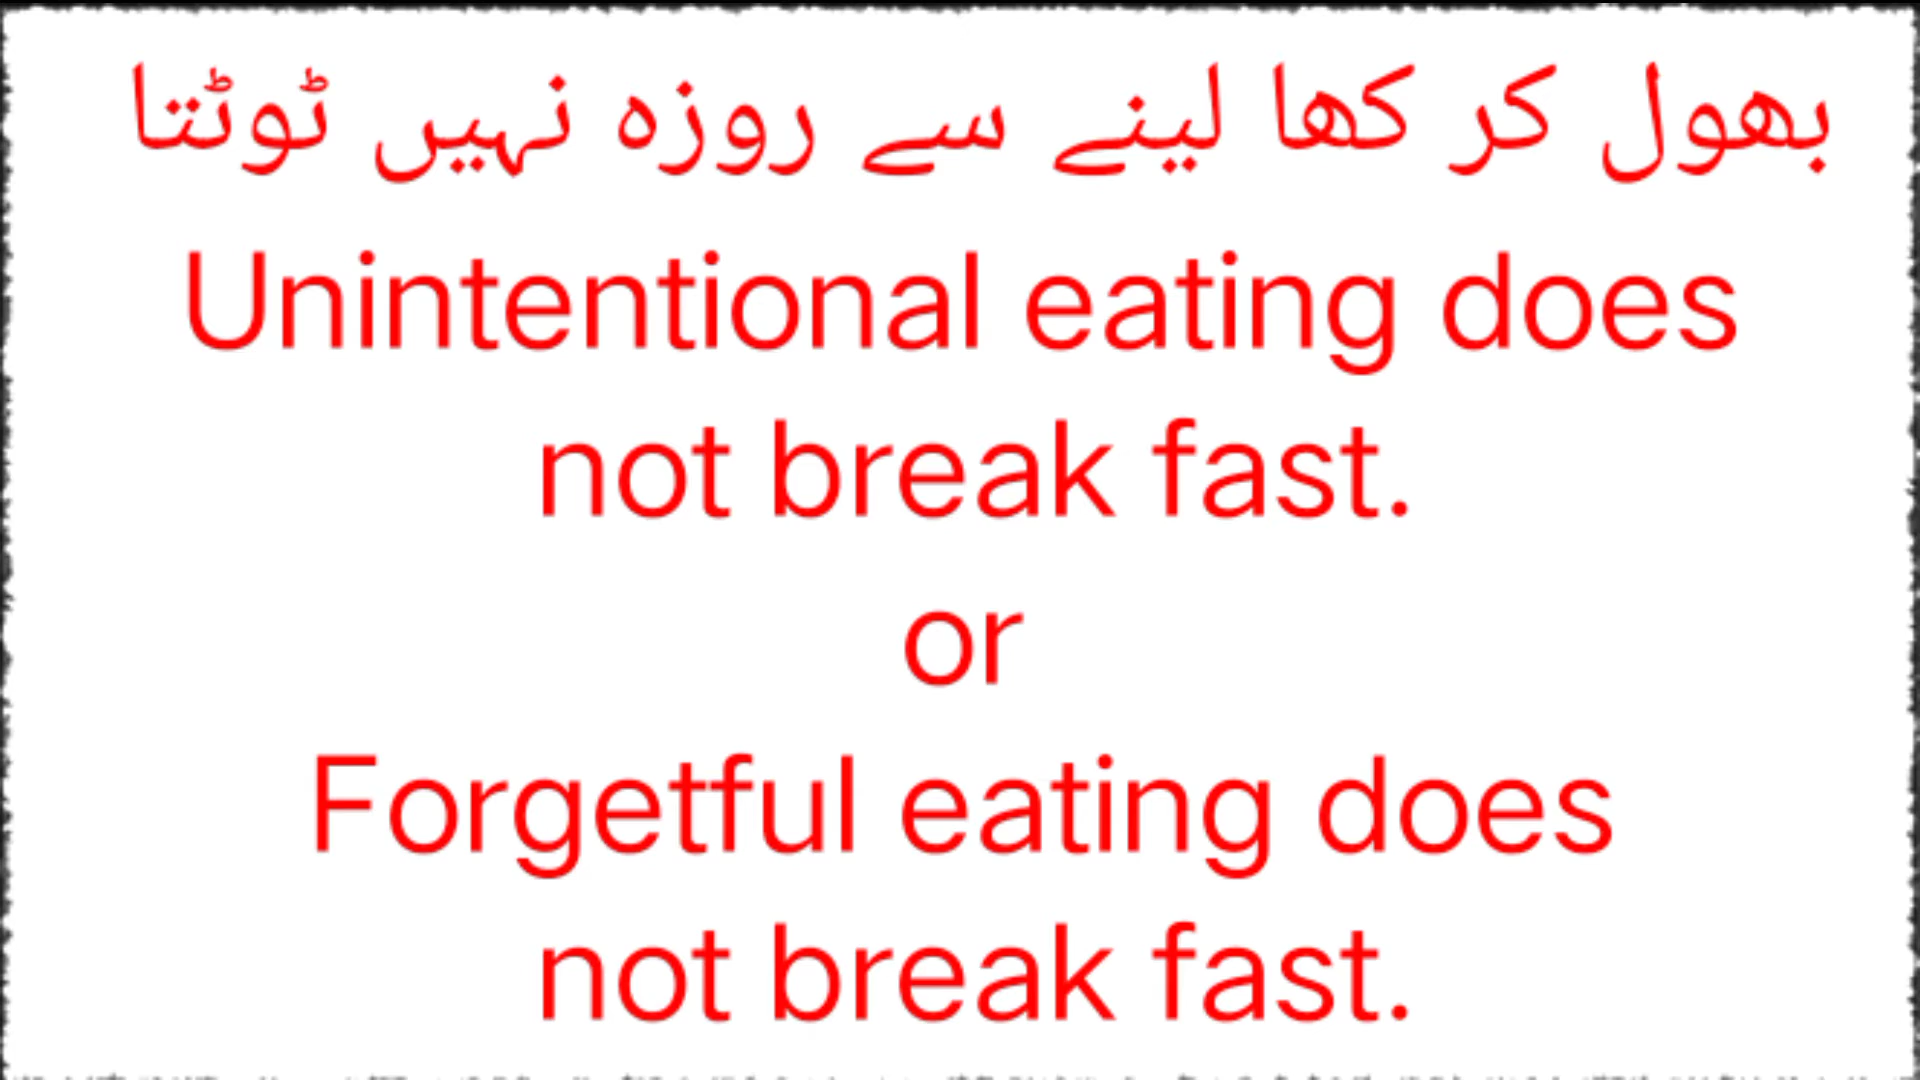 بھول کر کھا لینے سے روزہ نہیں ٹوٹتا
Unintentional eating does
not break fast.
or
Forgetful eating does
not break fast.